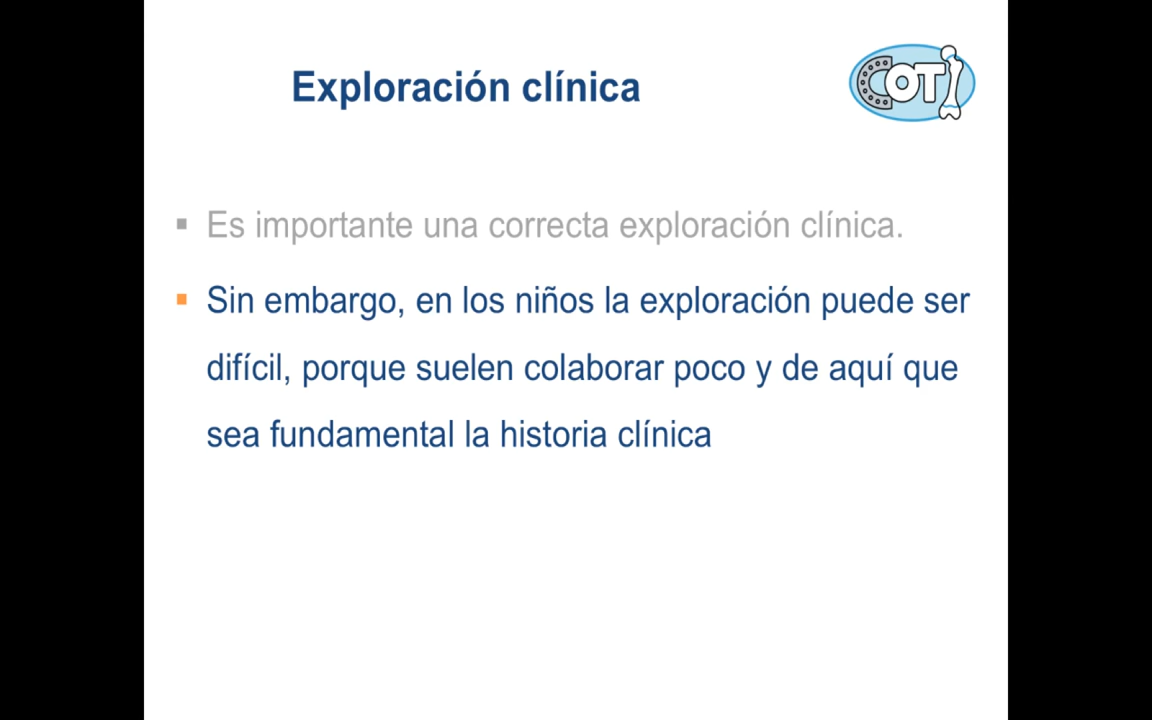 Exploración clínica
COT
▪ Es importante una correcta exploración clínica.
▪ Sin embargo, en los niños la exploración puede ser
difícil, porque suelen colaborar poco y de aquí que
sea fundamental la historia clínica